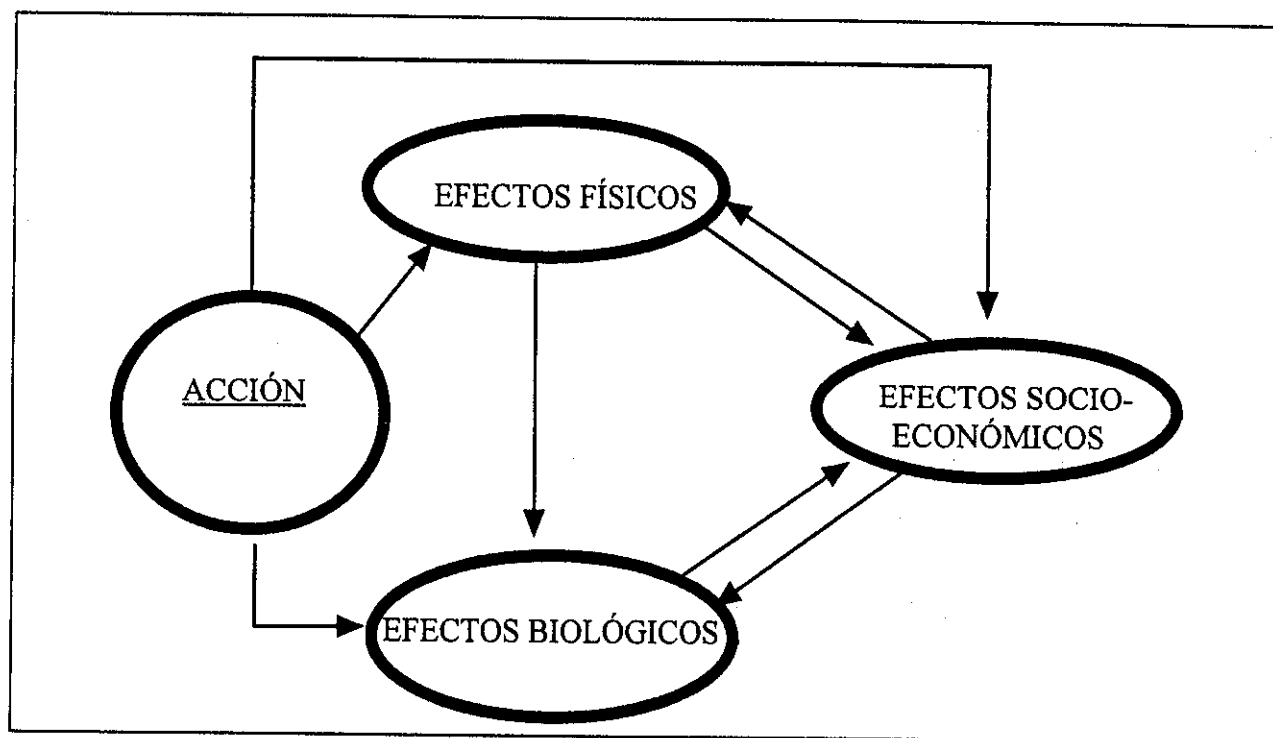 EFECTOS FÍSICOS
ACCIÓN
EFECTOS SOCIO-
ECONÓMICOS
EFECTOS BIOLÓGICOS